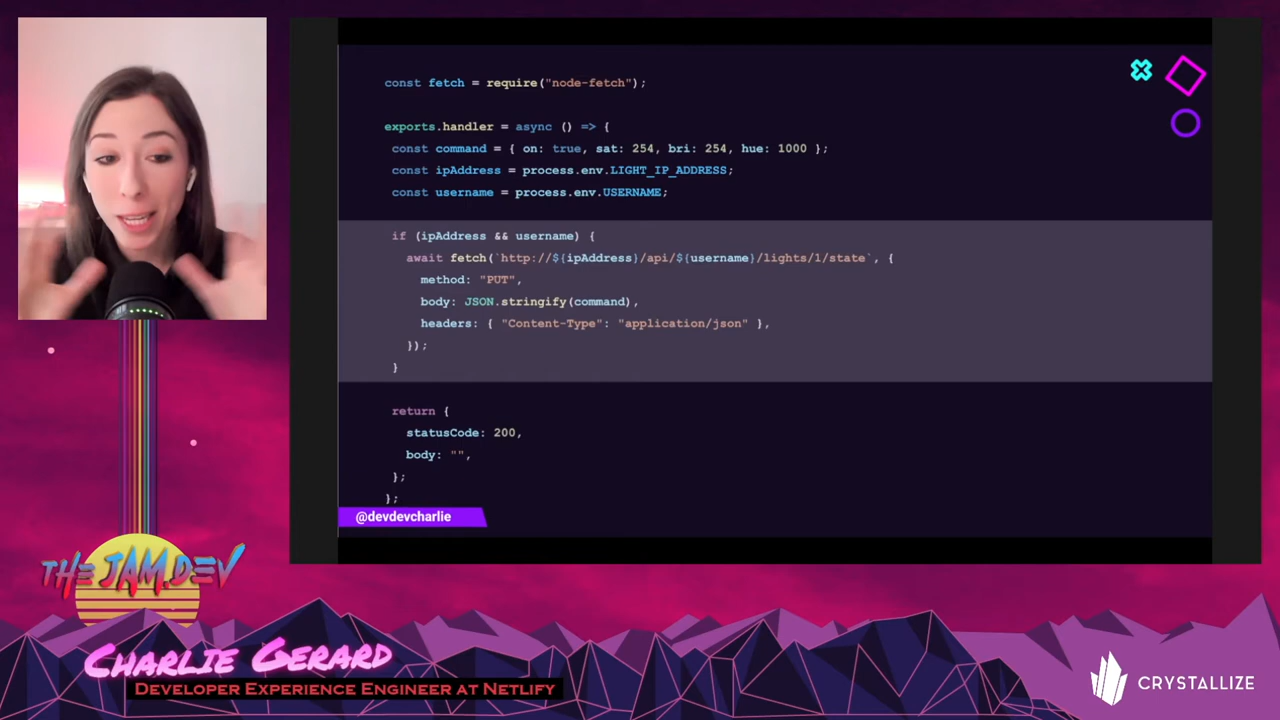 const fetch = require("node-fetch");
exports.handler = async () => {
const command = { on: true, sat: 254, bri: 254, hue: 1000 };
const ipAddress = process.env.LIGHT_IP_ADDRESS;
const username = process.env.USERNAME;
if (ipAddress && username) {
await fetch(`http://${ipAddress}/api/${username}/lights/1/state`, {
method: "PUT",
body: JSON.stringify(command),
headers: { "Content-Type": "application/json" },
});
}
return {
statusCode: 200,
body: "",
};
};
@devdevcharlie
THE JAM.DEV
CHARLIE GERARD
DEVELOPER EXPERIENCE ENGINEER AT NETLIFY
CRYSTALLIZE